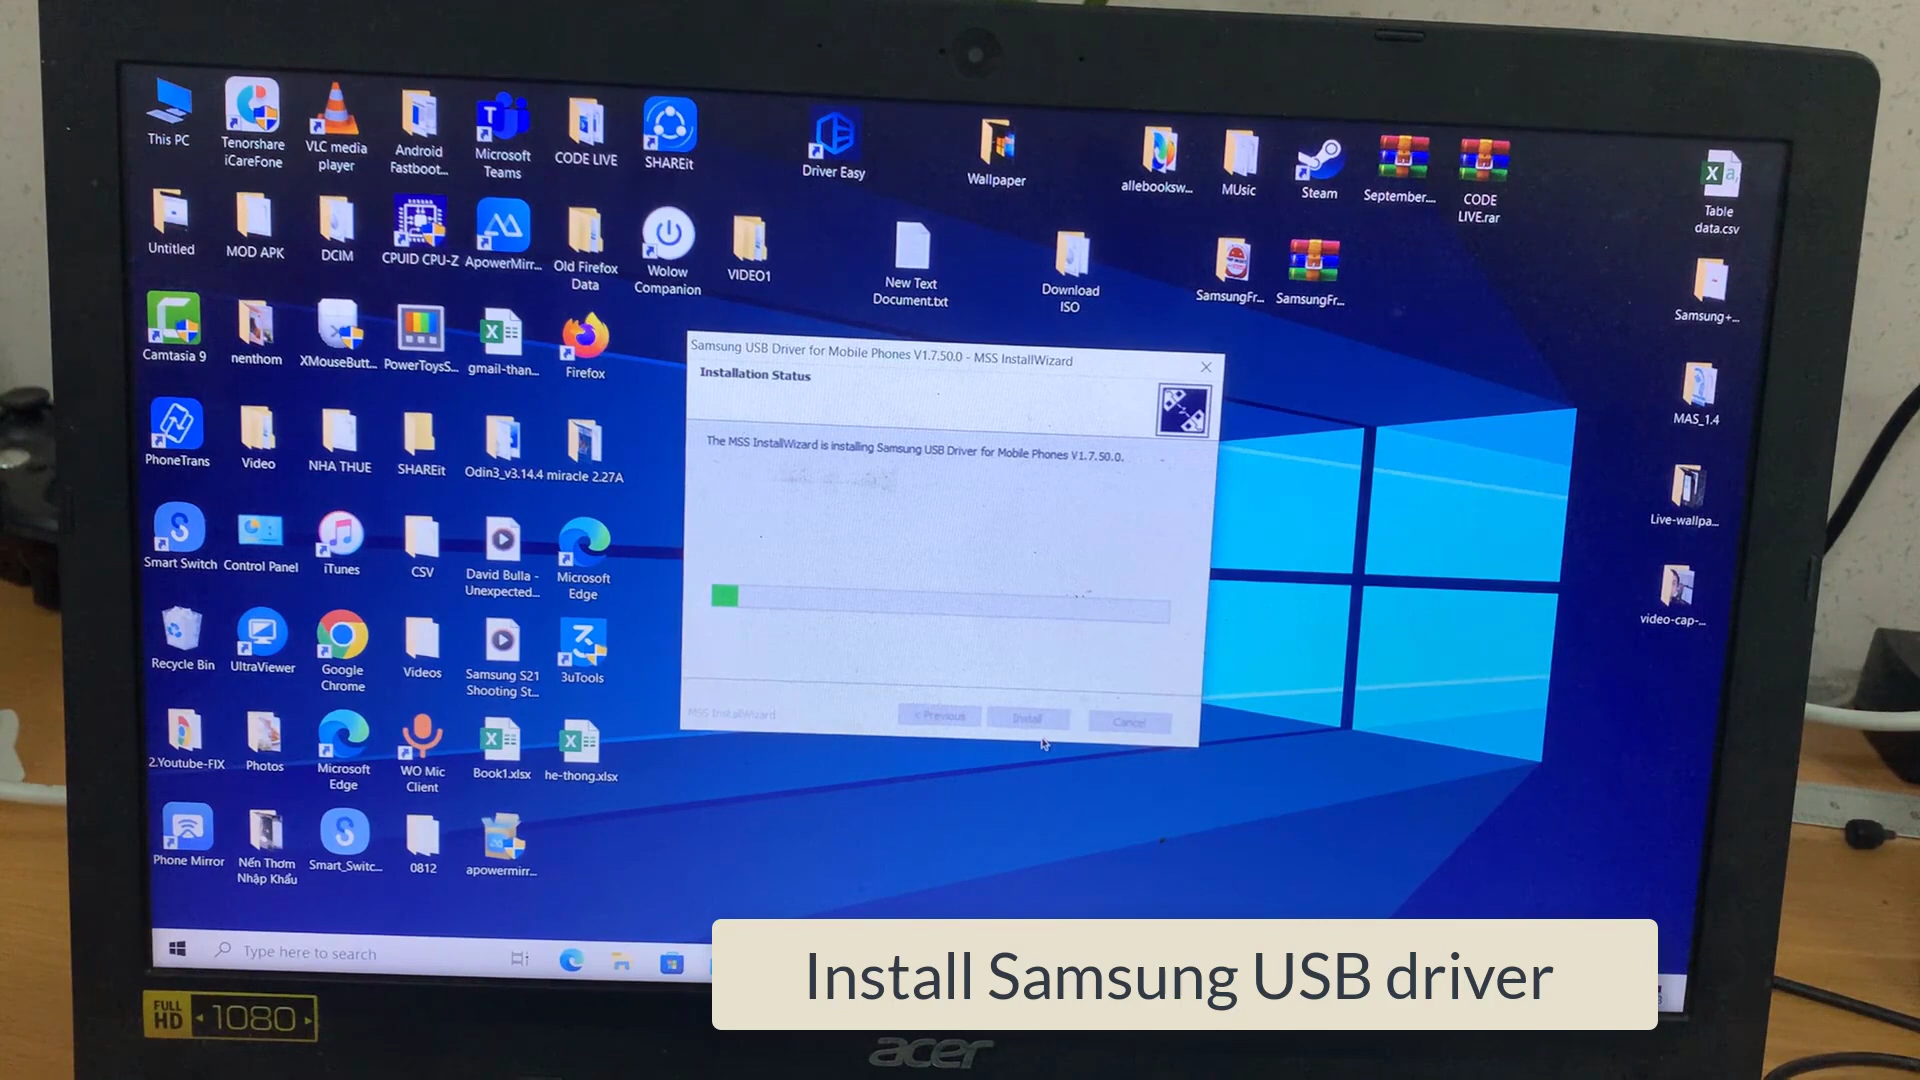 This PC
Tenorshare
iCareFone
VLC media
player
Android
Fastboot...
Microsoft
Teams
CODE LIVE
SHAREit
Driver Easy
Wallpaper
allebooksw...
MUsic
Steam
September....
CODE
LIVE.rar
Table
data.csv
Untitled
MOD APK
DCIM
CPUID CPU-Z
ApowerMirr...
Old Firefox
Data
Wolow
Companion
VIDEO1
New Text
Document.txt
Download
ISO
SamsungFr...
SamsungFr...
Samsung+...
Camtasia 9
nenthom
XMouseButt...
PowerToysS...
gmail-than...
Firefox
MAS_1.4
Samsung USB Driver for Mobile Phones V1.7.50.0 - MSS InstallWizard
Installation Status
The MSS InstallWizard is installing Samsung USB Driver for Mobile Phones V1.7.50.0.
MSS InstallWizard
< Previous
Install
Cancel
PhoneTrans
Video
NHA THUE
SHAREit
Odin3_v3.14.4
miracle 2.27A
Live-wallpa...
Smart Switch
Control Panel
iTunes
CSV
David Bulla -
Unexpected...
Microsoft
Edge
video-cap-...
Recycle Bin
UltraViewer
Google
Chrome
Videos
Samsung S21
Shooting St...
3uTools
2.Youtube-FIX
Photos
Microsoft
Edge
WO Mic
Client
Book1.xlsx
he-thong.xlsx
Phone Mirror
Nến Thơm
Nhập Khẩu
Smart_Switc...
0812
apowermirr...
Type here to search
Install Samsung USB driver
FULL
HD
1080
acer